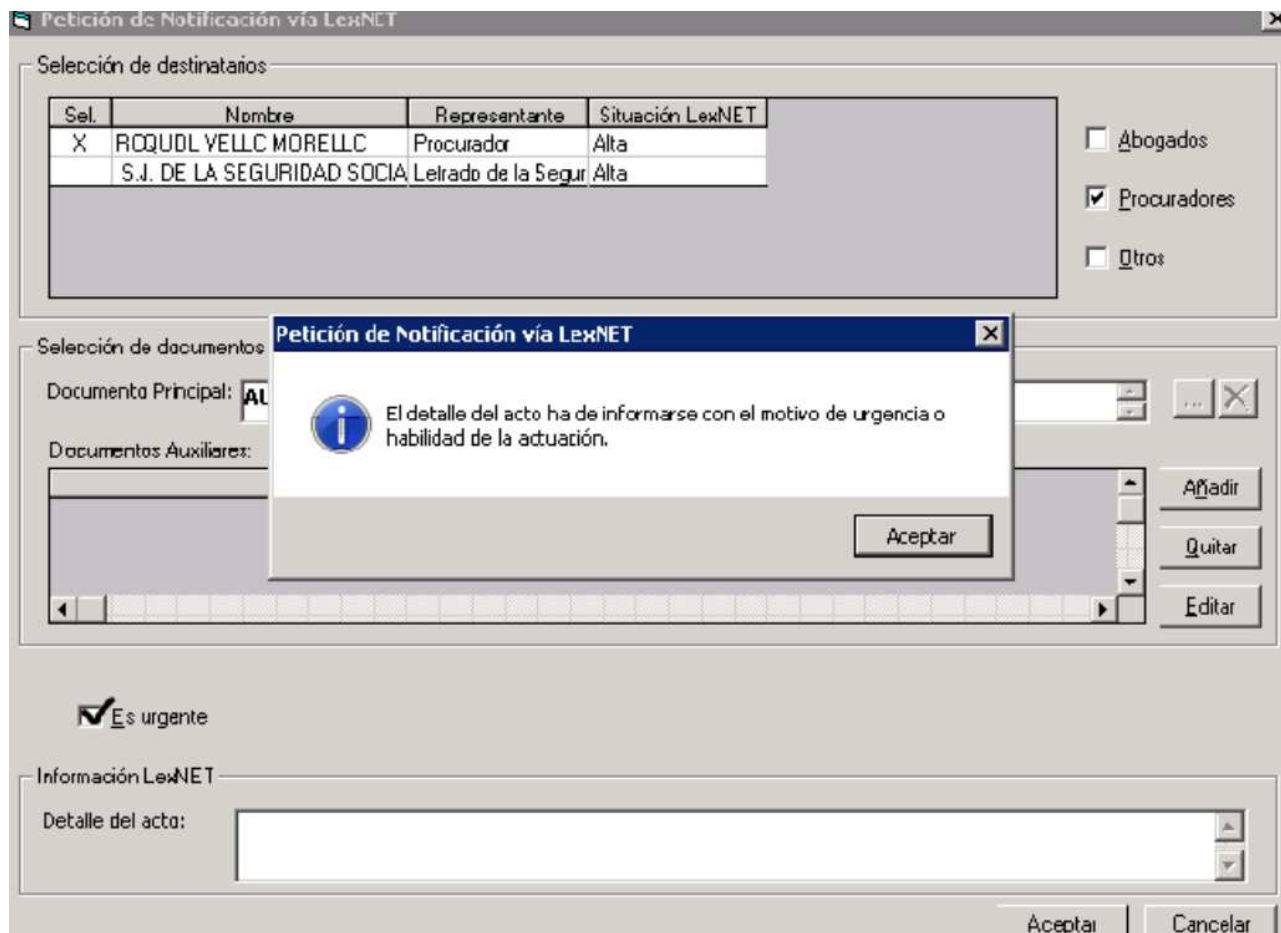 Petición de Notificación vía LexNET
Selección de destinatarios
Sel. Nombre Representante Situación LexNET
X ROQUDL VELLC MORELLC Procurador Alta
S.J. DE LA SEGURIDAD SOCIA Letrado de la Segur Alta
Abogados
Procuradores
Otros
Petición de Notificación vía LexNET
Selección de documentos
Documento Principal: AU
El detalle del acto ha de informarse con el motivo de urgencia o
habilidad de la actuación.
...
Documentos Auxiliares:
Aceptar
Añadir
Quitar
Editar
Es urgente
Información LexNET
Detalle del acto:
Aceptar Cancelar